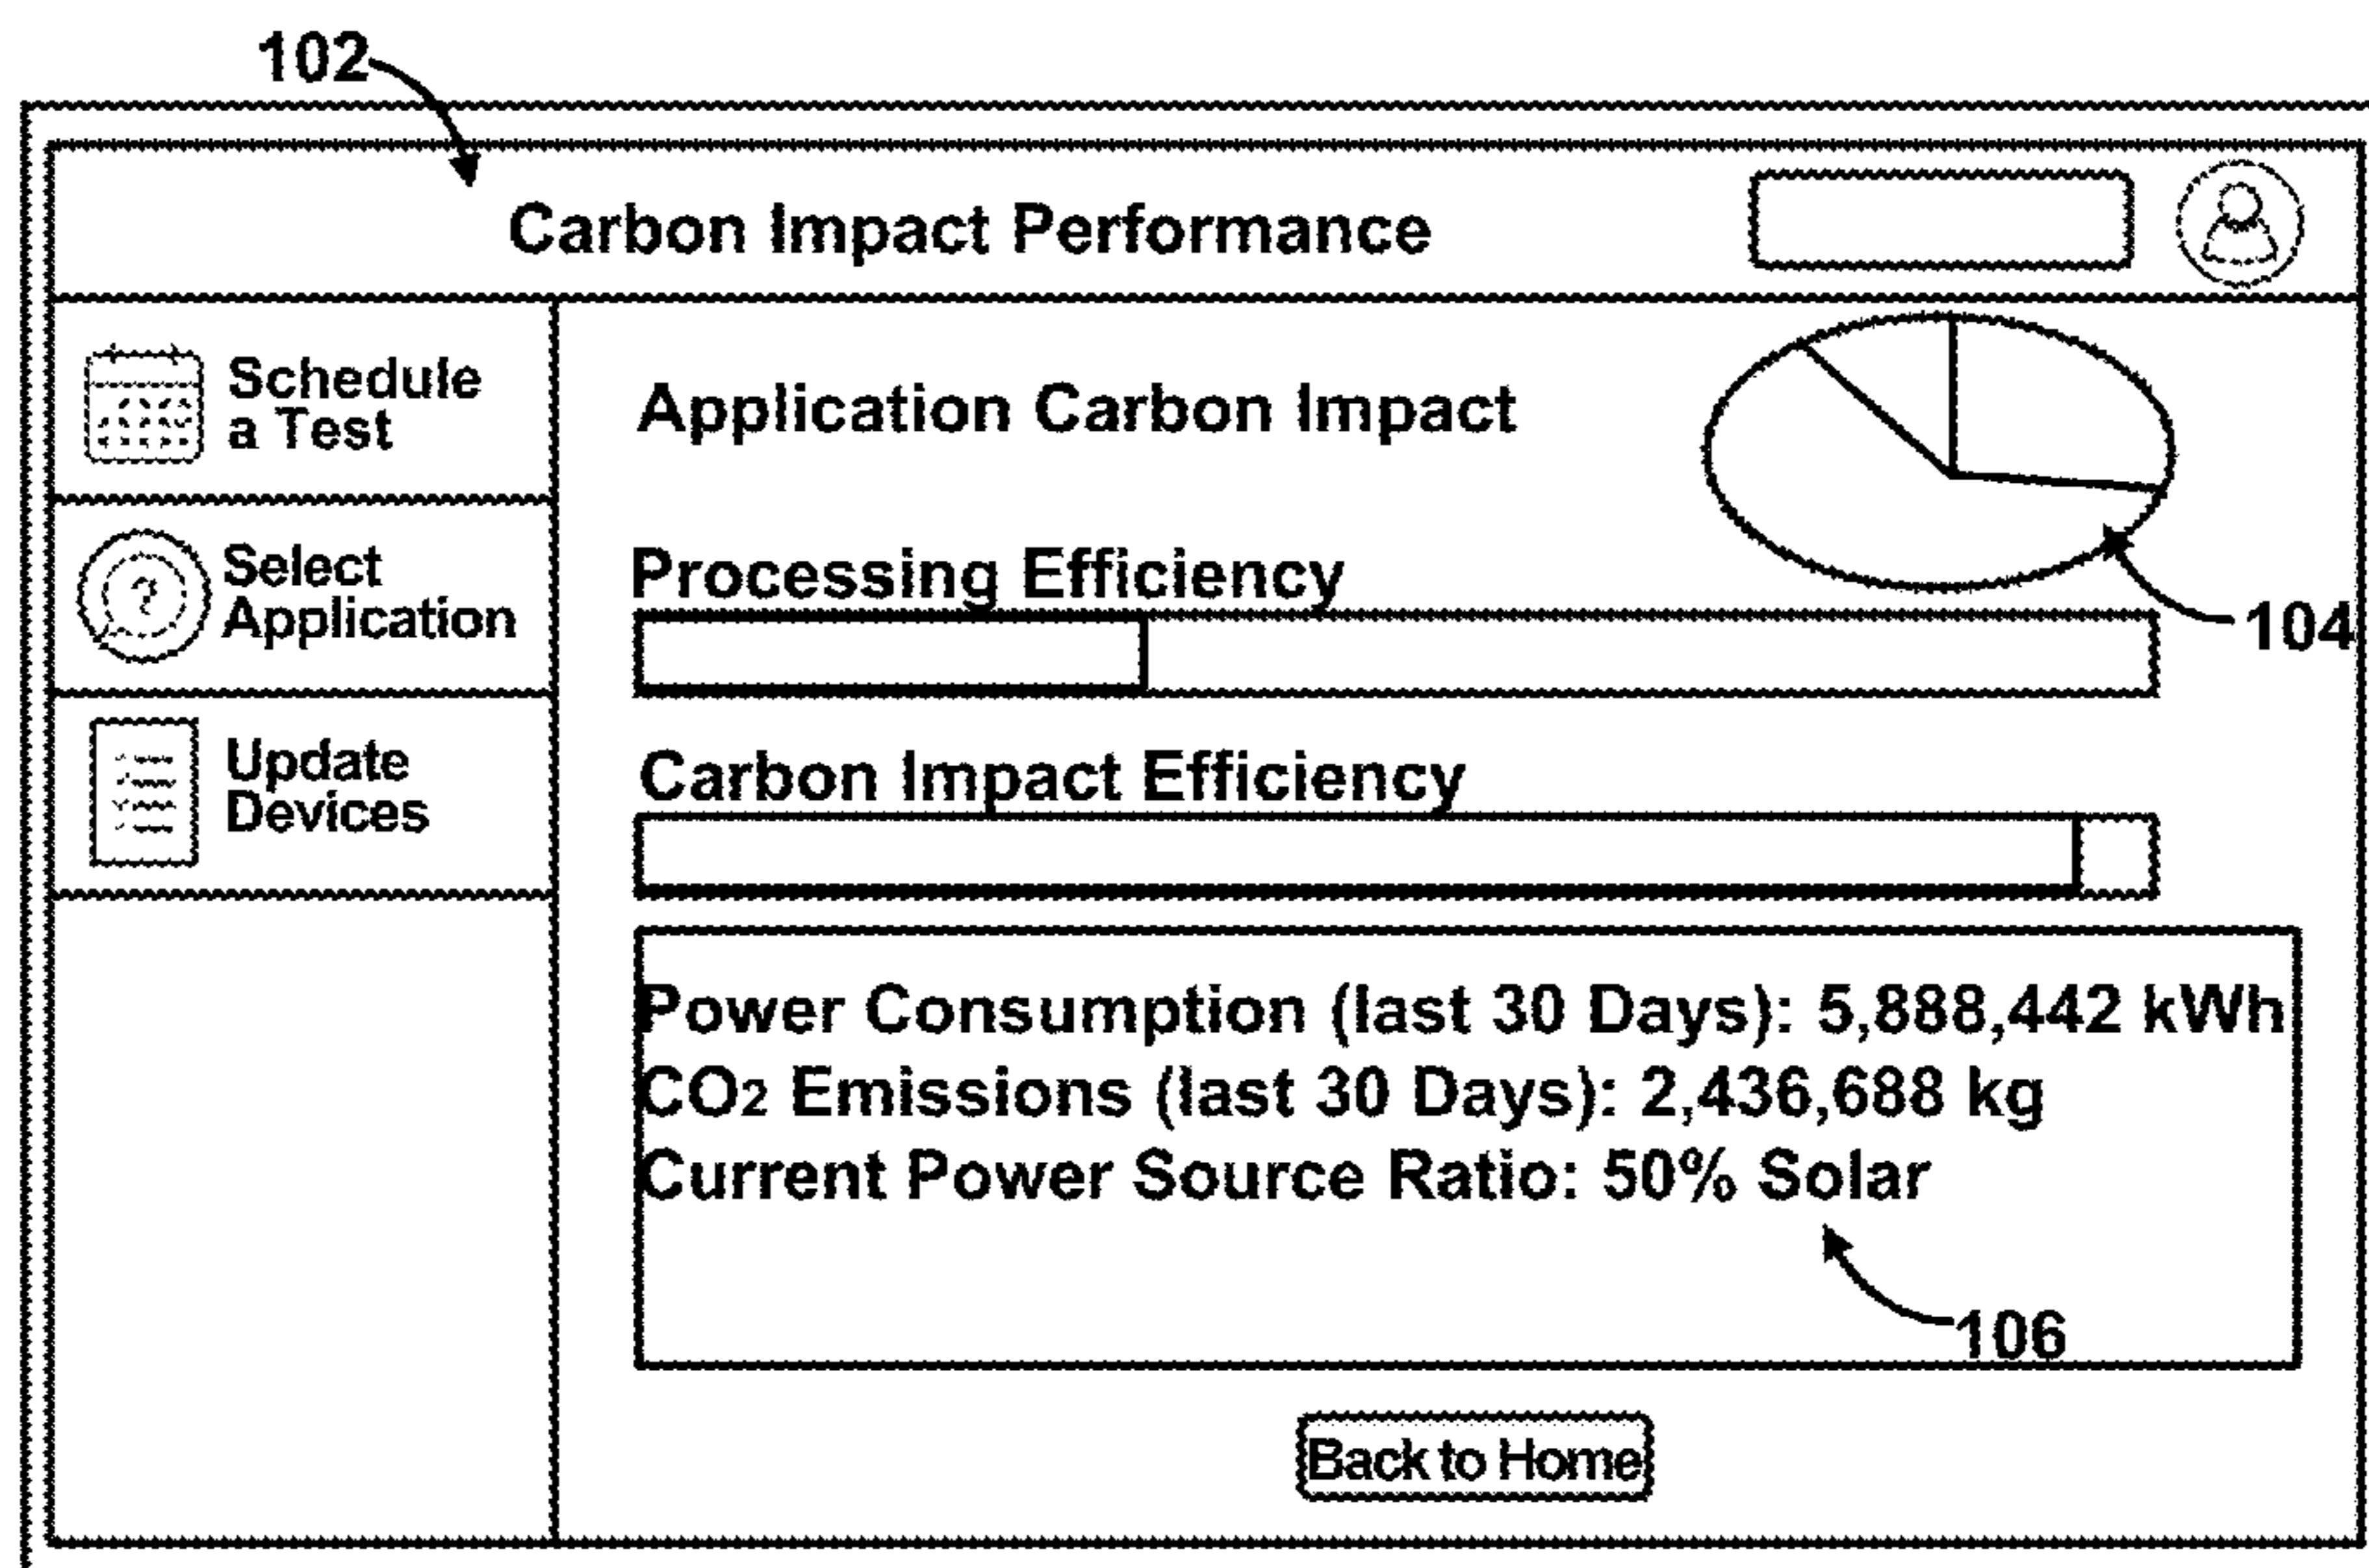 102
Carbon Impact Performance
Schedule
a Test
Select
Application
Update
Devices
Application Carbon Impact
104
Processing Efficiency
Carbon Impact Efficiency
Power Consumption (last 30 Days): 5,888,442 kWh
CO2 Emissions (last 30 Days): 2,436,688 kg
Current Power Source Ratio: 50% Solar
106
Back to Home